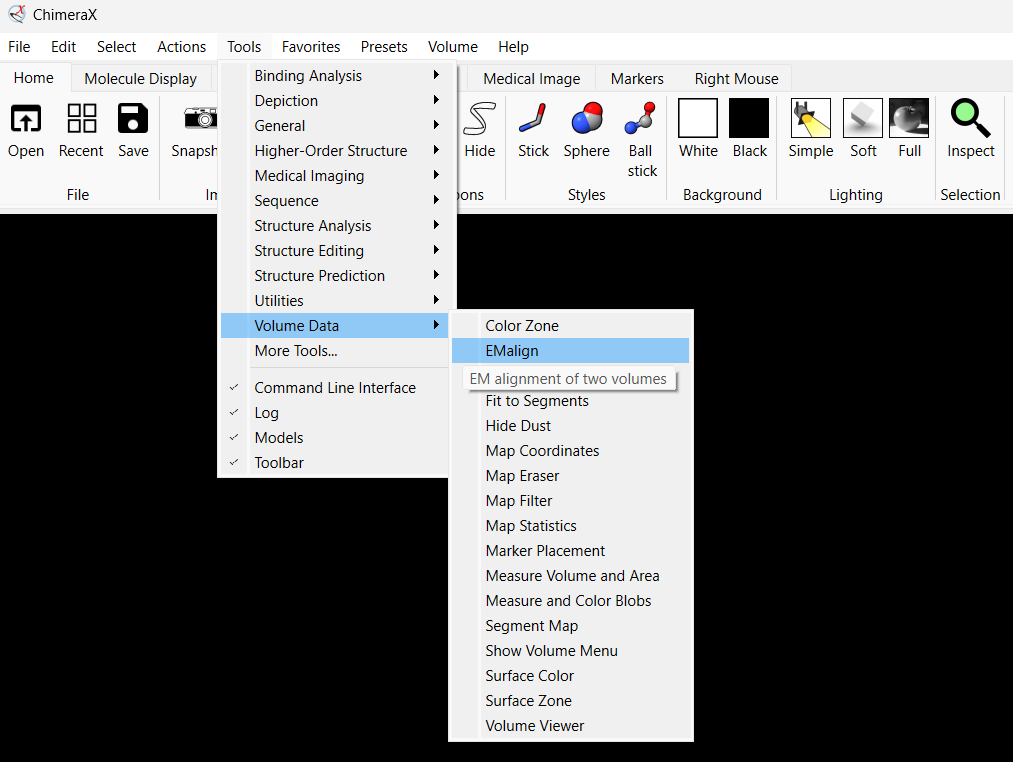 ChimeraX
File Edit Select Actions Tools Favorites Presets Volume Help
Home Molecule Display Medical Image Markers Right Mouse
Open Recent Save Snapsh Hide Stick Sphere Ball stick White Black Simple Soft Full Inspect
File Im ons Styles Background Lighting Selection
Binding Analysis
Depiction
General
Higher-Order Structure
Medical Imaging
Sequence
Structure Analysis
Structure Editing
Structure Prediction
Utilities
Volume Data
More Tools...
Command Line Interface
Log
Models
Toolbar
Color Zone
EMalign
EM alignment of two volumes
Fit to Segments
Hide Dust
Map Coordinates
Map Eraser
Map Filter
Map Statistics
Marker Placement
Measure Volume and Area
Measure and Color Blobs
Segment Map
Show Volume Menu
Surface Color
Surface Zone
Volume Viewer